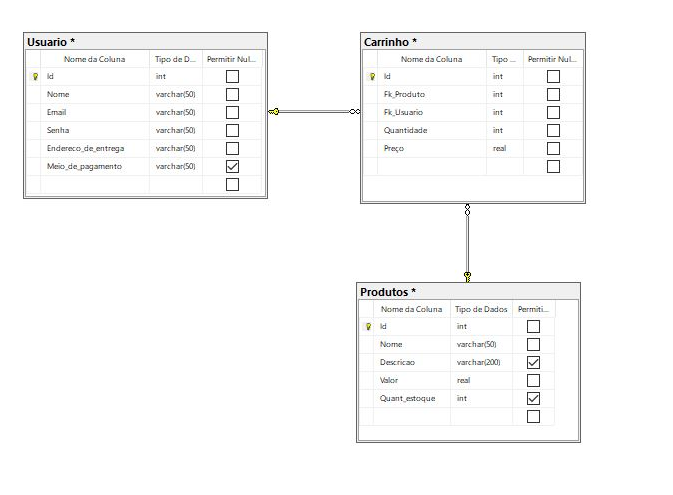 Usuario *
Nome da Coluna Tipo de D... Permitir Nul...
Id int
Nome varchar(50)
Email varchar(50)
Senha varchar(50)
Endereco_de_entrega varchar(50)
Meio_de_pagamento varchar(50)
Carrinho *
Nome da Coluna Tipo ... Permitir Nul...
Id int
Fk_Produto int
Fk_Usuario int
Quantidade int
Preço real
Produtos *
Nome da Coluna Tipo de Dados Permiti...
Id int
Nome varchar(50)
Descricao varchar(200)
Valor real
Quant_estoque int